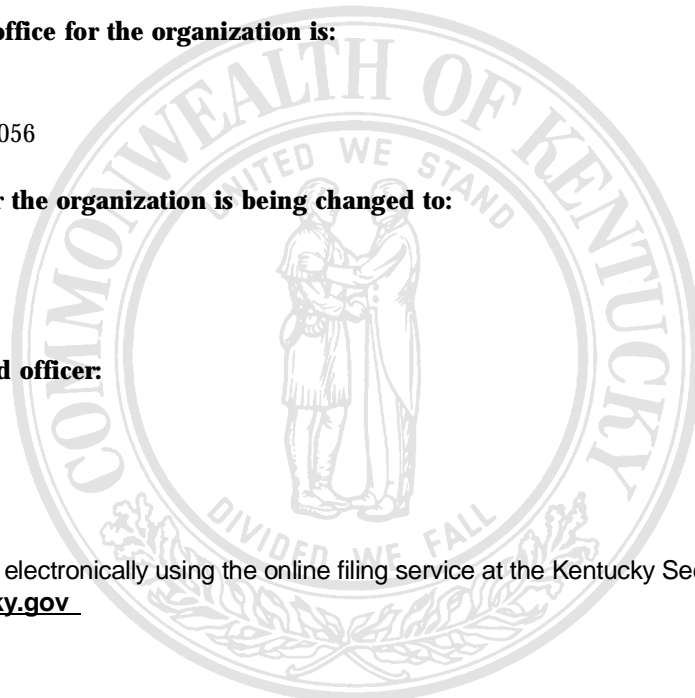 office for the organization is:
056
the organization is being changed to:
officer:
electronically using the online filing service at the Kentucky
ky.gov
COMMONWEALTH OF KENTUCKY
UNITED WE STAND
DIVIDED WE FALL